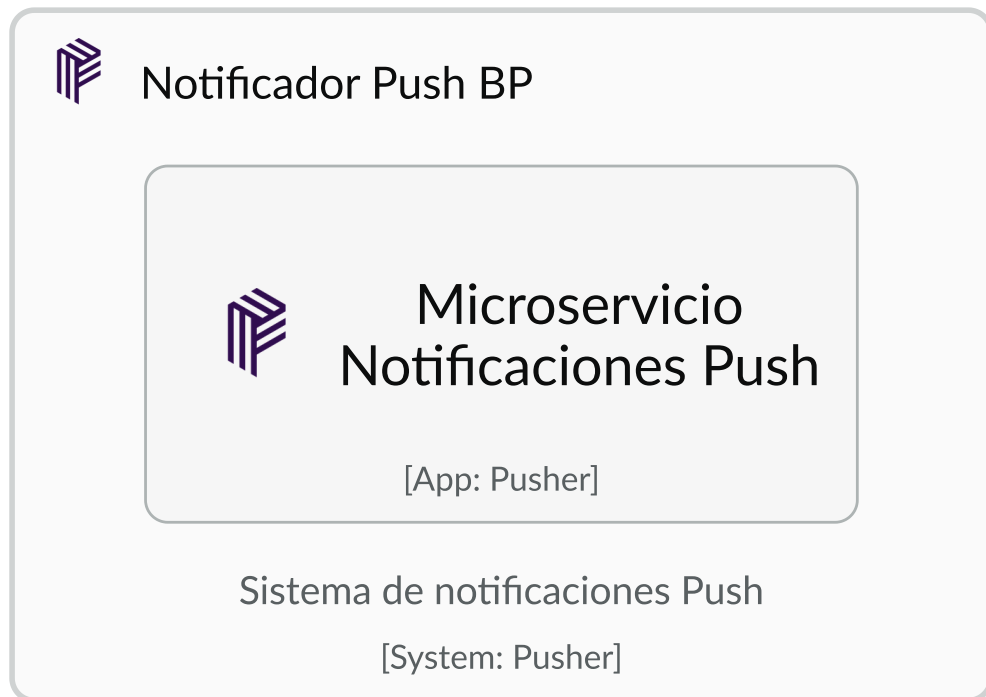 Notificador Push BP
Microservicio
Notificaciones Push
[App: Pusher]
Sistema de notificaciones Push
[System: Pusher]